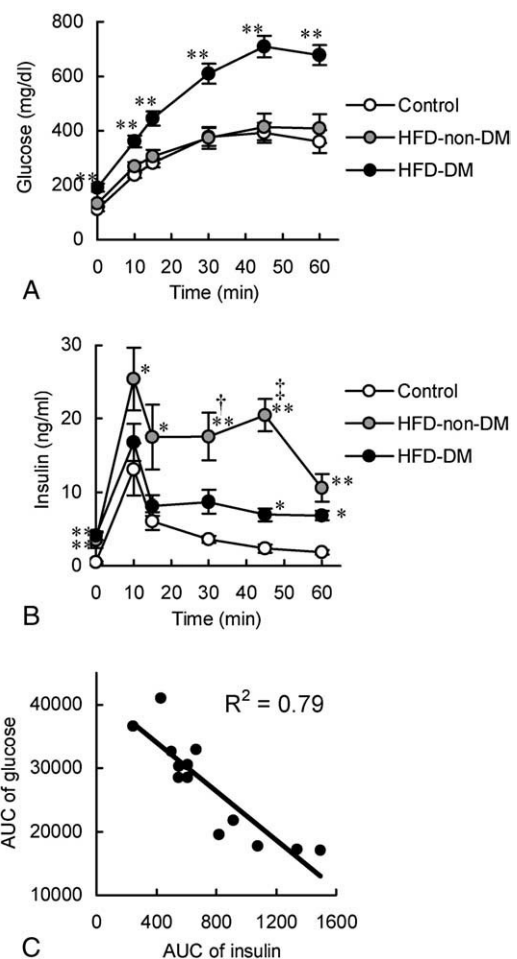 800
600
400
200
0
Glucose (mg/dl)
**
**
**
**
**
**
Control
HFD-non-DM
HFD-DM
0 10 20 30 40 50 60
Time (min)
A
30
20
10
0
Insulin (ng/ml)
*
*
†
**
‡
**
**
*
*
**
**
Control
HFD-non-DM
HFD-DM
0 10 20 30 40 50 60
Time (min)
B
40000
30000
20000
10000
AUC of glucose
R² = 0.79
0 400 800 1200 1600
AUC of insulin
C